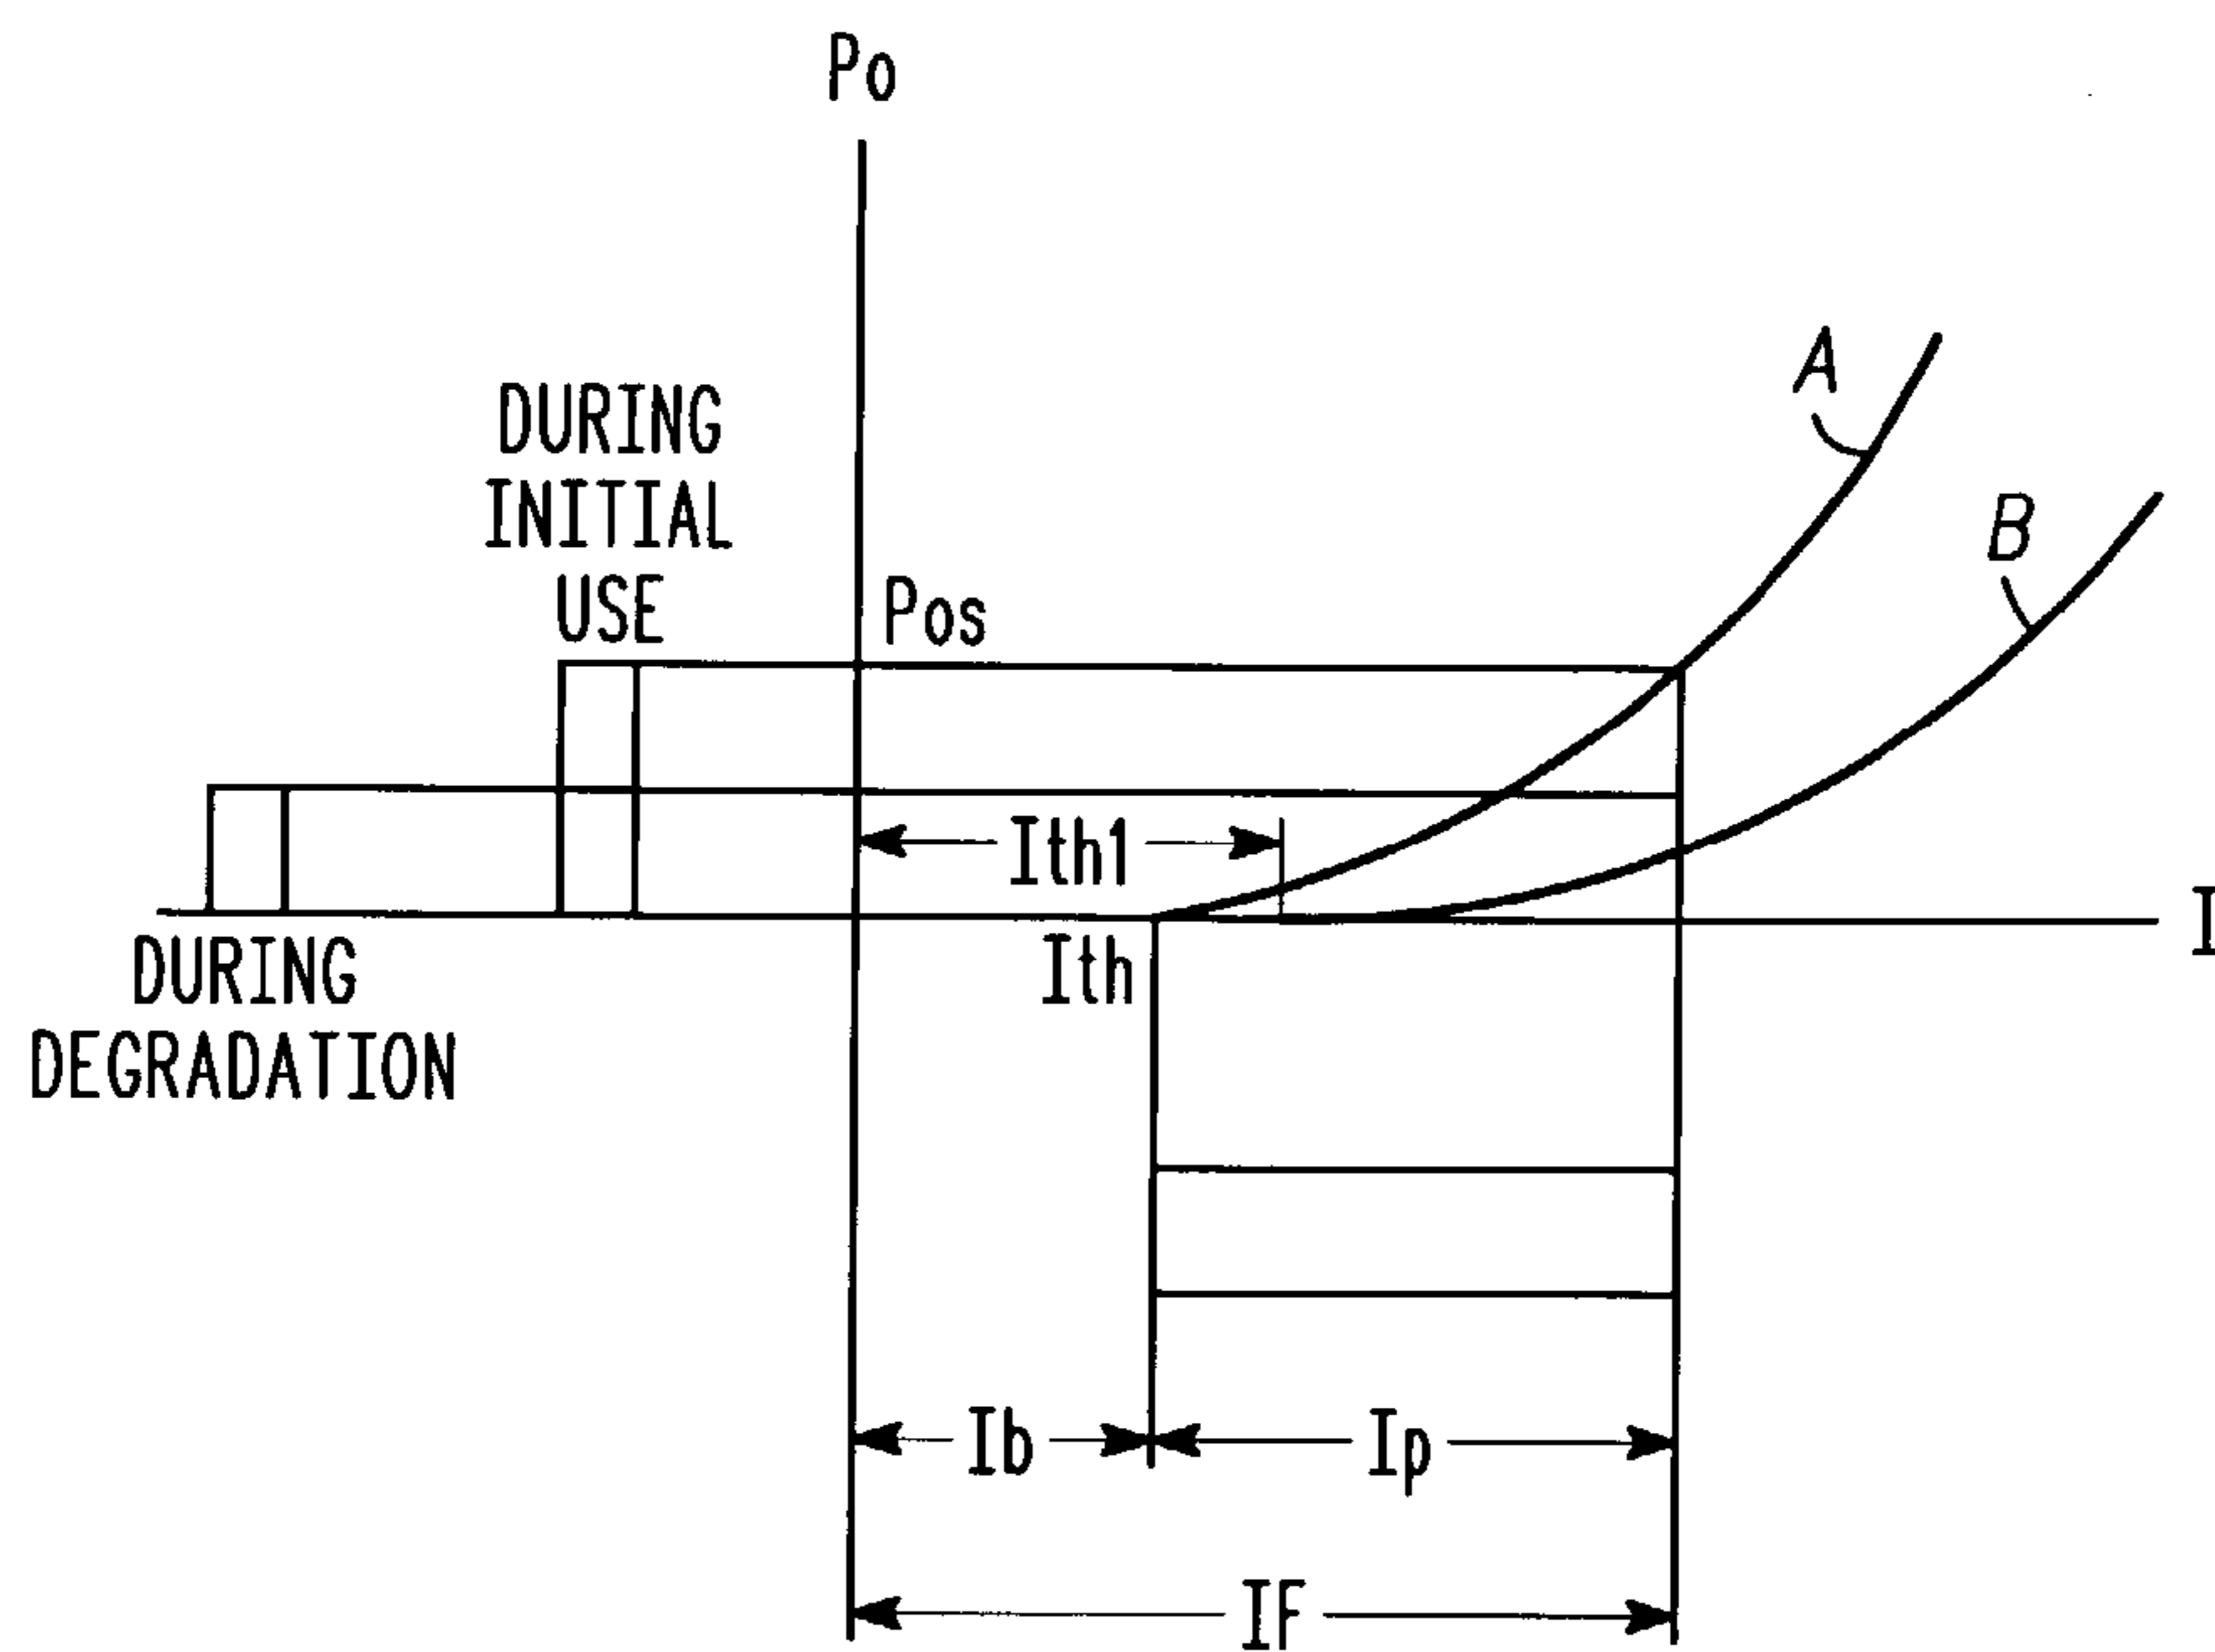 Po
A
DURING
INITIAL
USE
B
Pos
Ith1
I
Ith
DURING
DEGRADATION
Ib
Ip
IF